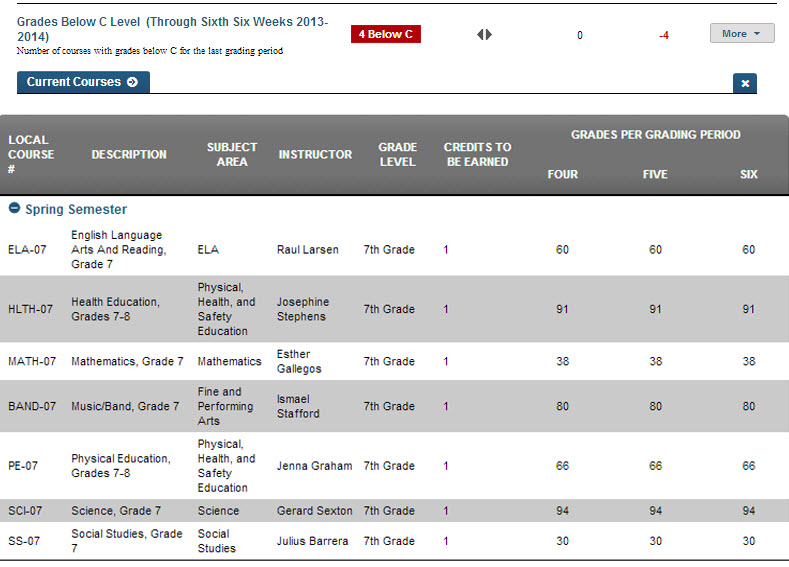 Grades Below C Level (Through Sixth Six Weeks 2013-
2014)
Number of courses with grades below C for the last grading period
4 Below C
0
-4
More
Current Courses
LOCAL
COURSE
#
DESCRIPTION
SUBJECT
AREA
INSTRUCTOR
GRADE
LEVEL
CREDITS TO
BE EARNED
GRADES PER GRADING PERIOD
FOUR FIVE SIX
Spring Semester
ELA-07
English Language
Arts And Reading,
Grade 7
ELA
Raul Larsen
7th Grade
1
60 60 60
HLTH-07
Health Education,
Grades 7-8
Physical,
Health, and
Safety
Education
Josephine
Stephens
7th Grade
1
91 91 91
MATH-07
Mathematics, Grade 7
Mathematics
Esther
Gallegos
7th Grade
1
38 38 38
BAND-07
Music/Band, Grade 7
Fine and
Performing
Arts
Ismael
Stafford
7th Grade
1
80 80 80
PE-07
Physical Education,
Grades 7-8
Physical,
Health, and
Safety
Education
Jenna Graham
7th Grade
1
66 66 66
SCI-07
Science, Grade 7
Science
Gerard Sexton
7th Grade
1
94 94 94
SS-07
Social Studies, Grade
7
Social
Studies
Julius Barrera
7th Grade
1
30 30 30